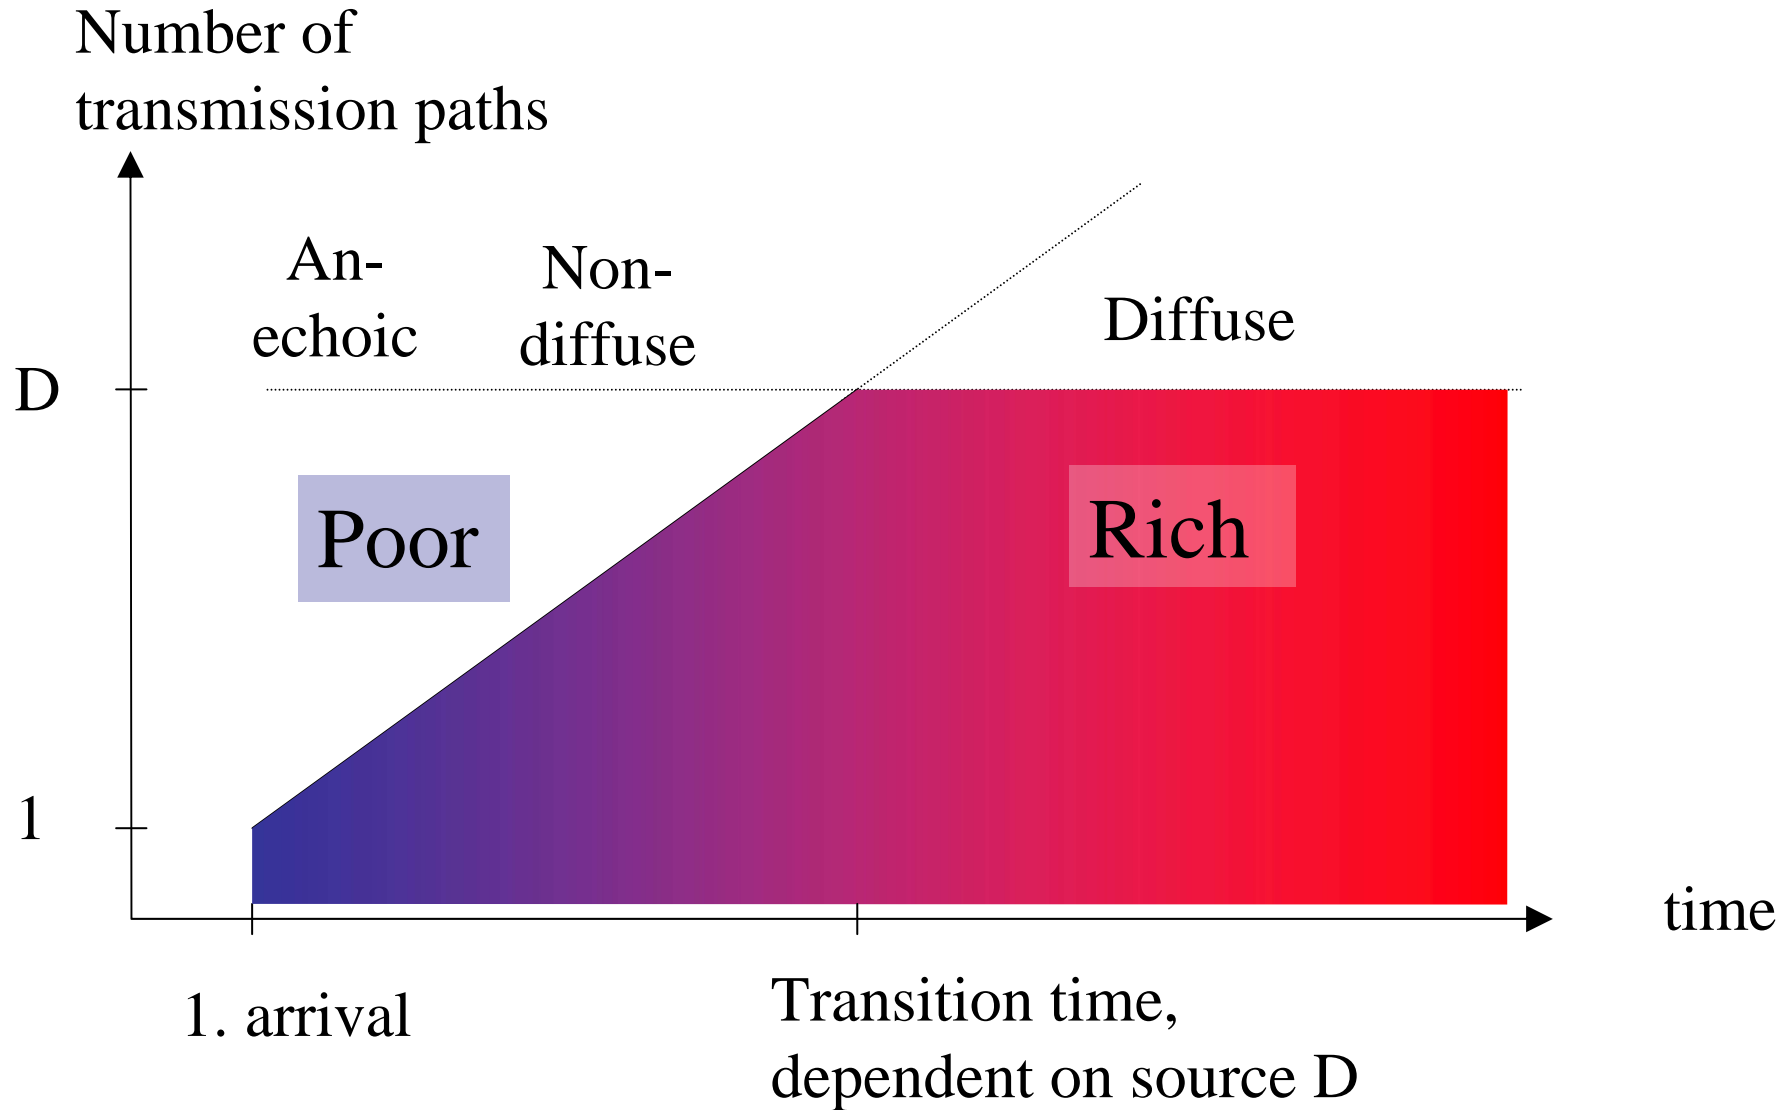 Number of
transmission paths
An-
echoic
Non-
diffuse
Diffuse
D
Poor
Rich
1
time
1. arrival
Transition time,
dependent on source D